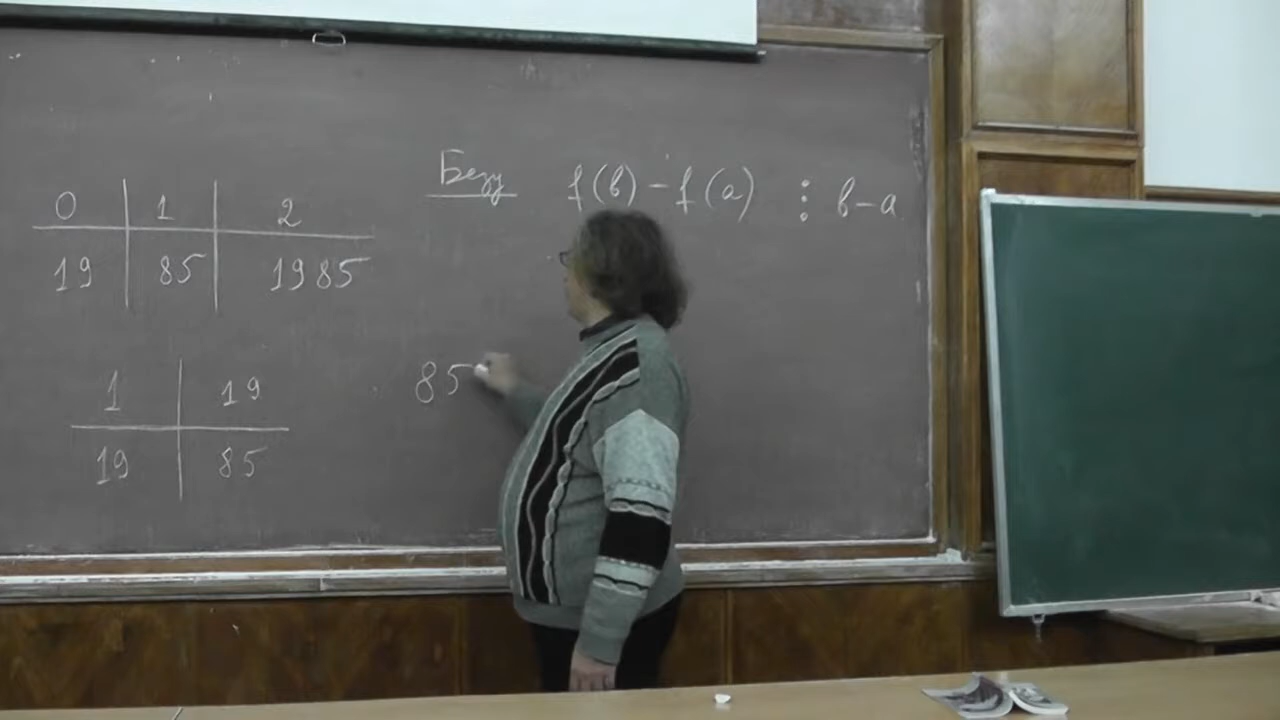 Безу f(b) - f(a) ⋮ b-a
0 | 1 | 2
19 | 85 | 1985
1 | 19
19 | 85
85